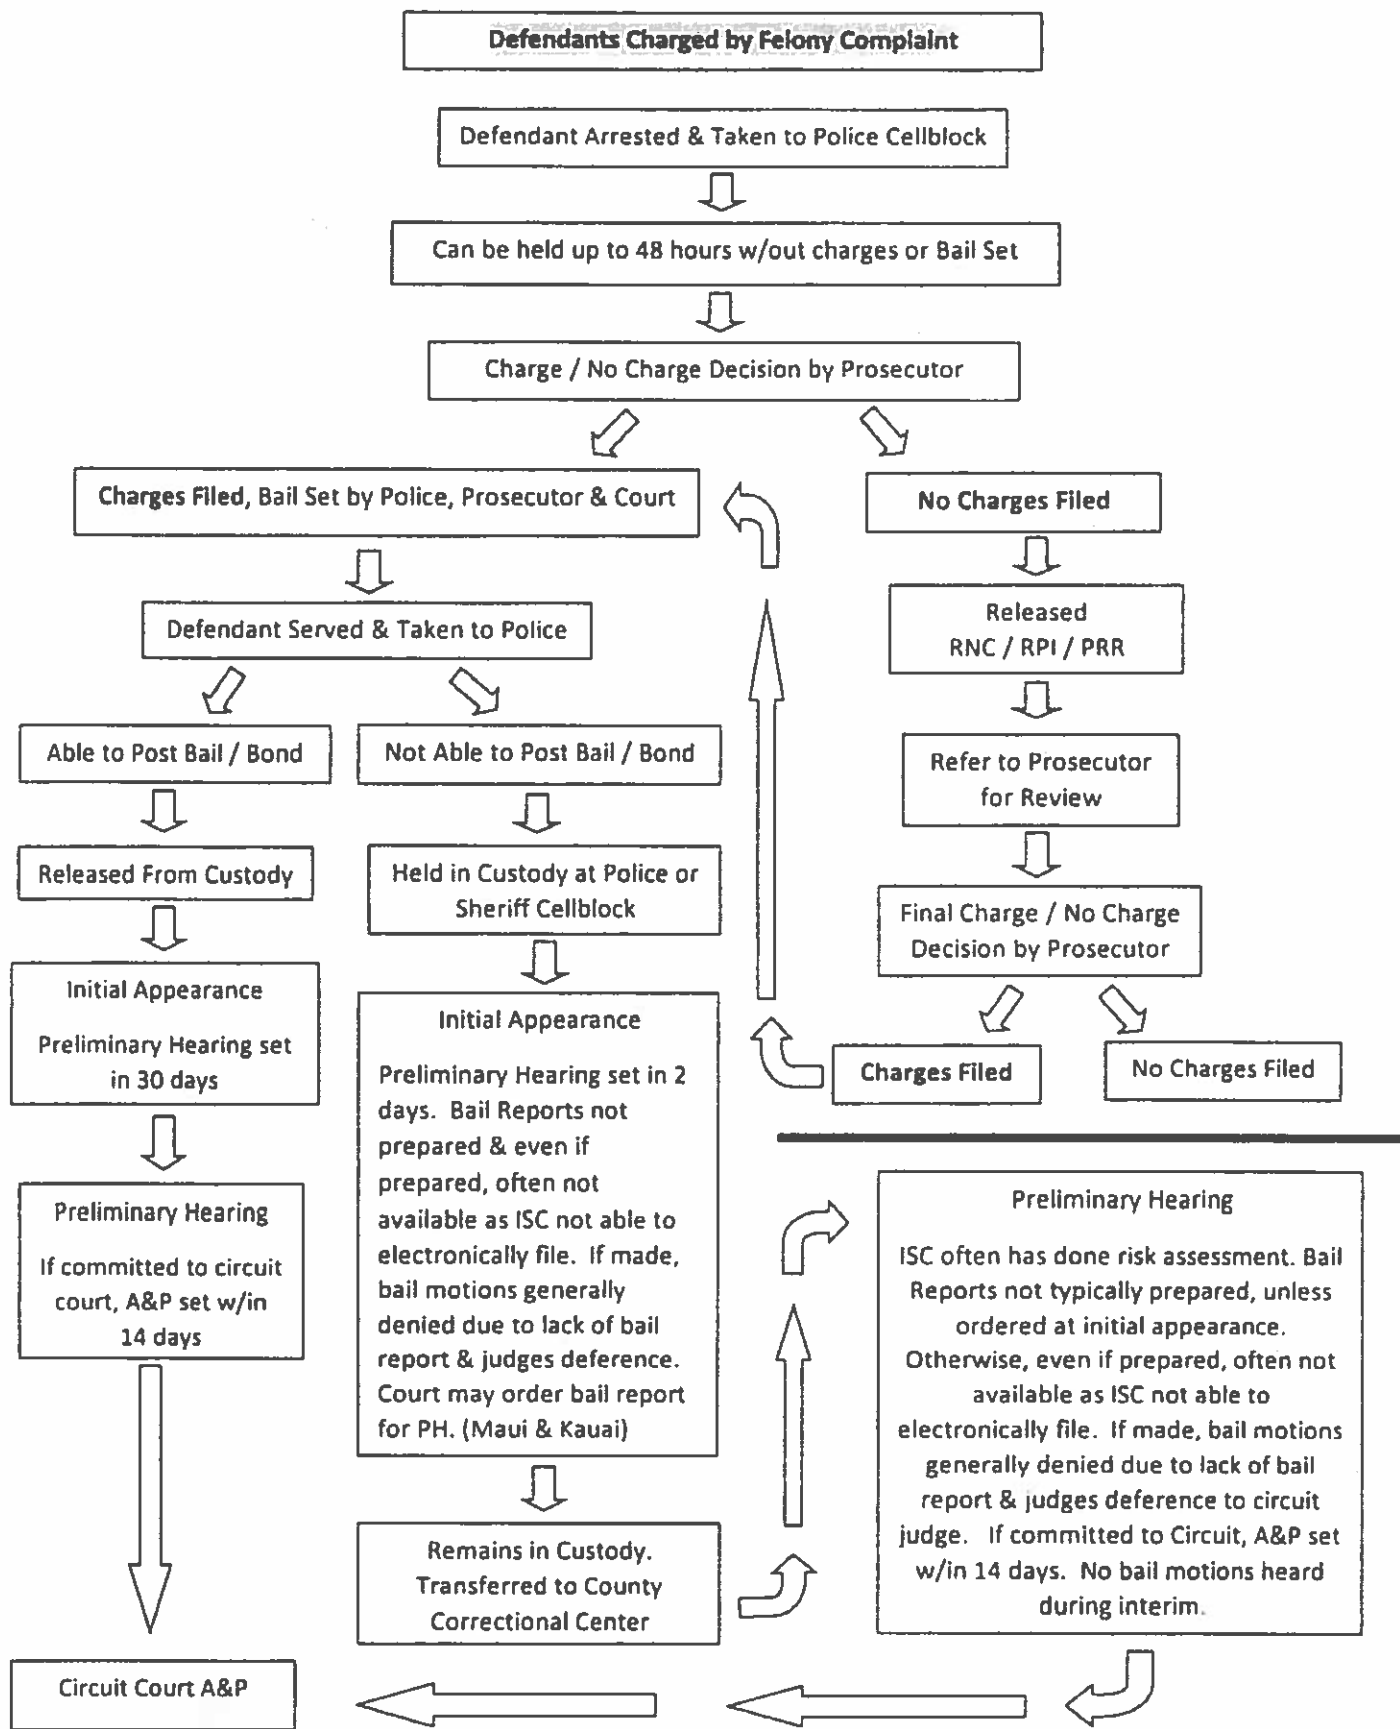 Defendants Charged by Felony Complaint
Defendant Arrested & Taken to Police Cellblock
Can be held up to 48 hours w/out charges or Bail Set
Charge / No Charge Decision by Prosecutor
Charges Filed, Bail Set by Police, Prosecutor & Court
No Charges Filed
Defendant Served & Taken to Police
Released
RNC / RPI / PRR
Able to Post Bail / Bond
Not Able to Post Bail / Bond
Refer to Prosecutor
for Review
Released From Custody
Held in Custody at Police or
Sheriff Cellblock
Final Charge / No Charge
Decision by Prosecutor
Charges Filed
No Charges Filed
Initial Appearance
Preliminary Hearing set
in 30 days
Initial Appearance
Preliminary Hearing set in 2
days. Bail Reports not
prepared & even if
prepared, often not
available as ISC not able to
electronically file. If made,
bail motions generally
denied due to lack of bail
report & judges deference.
Court may order bail report
for PH. (Maui & Kauai)
Preliminary Hearing
If committed to circuit
court, A&P set w/in
14 days
Preliminary Hearing
ISC often has done risk assessment. Bail
Reports not typically prepared, unless
ordered at initial appearance.
Otherwise, even if prepared, often not
available as ISC not able to
electronically file. If made, bail motions
generally denied due to lack of bail
report & judges deference to circuit
judge. If committed to Circuit, A&P set
w/in 14 days. No bail motions heard
during interim.
Remains in Custody.
Transferred to County
Correctional Center
Circuit Court A&P